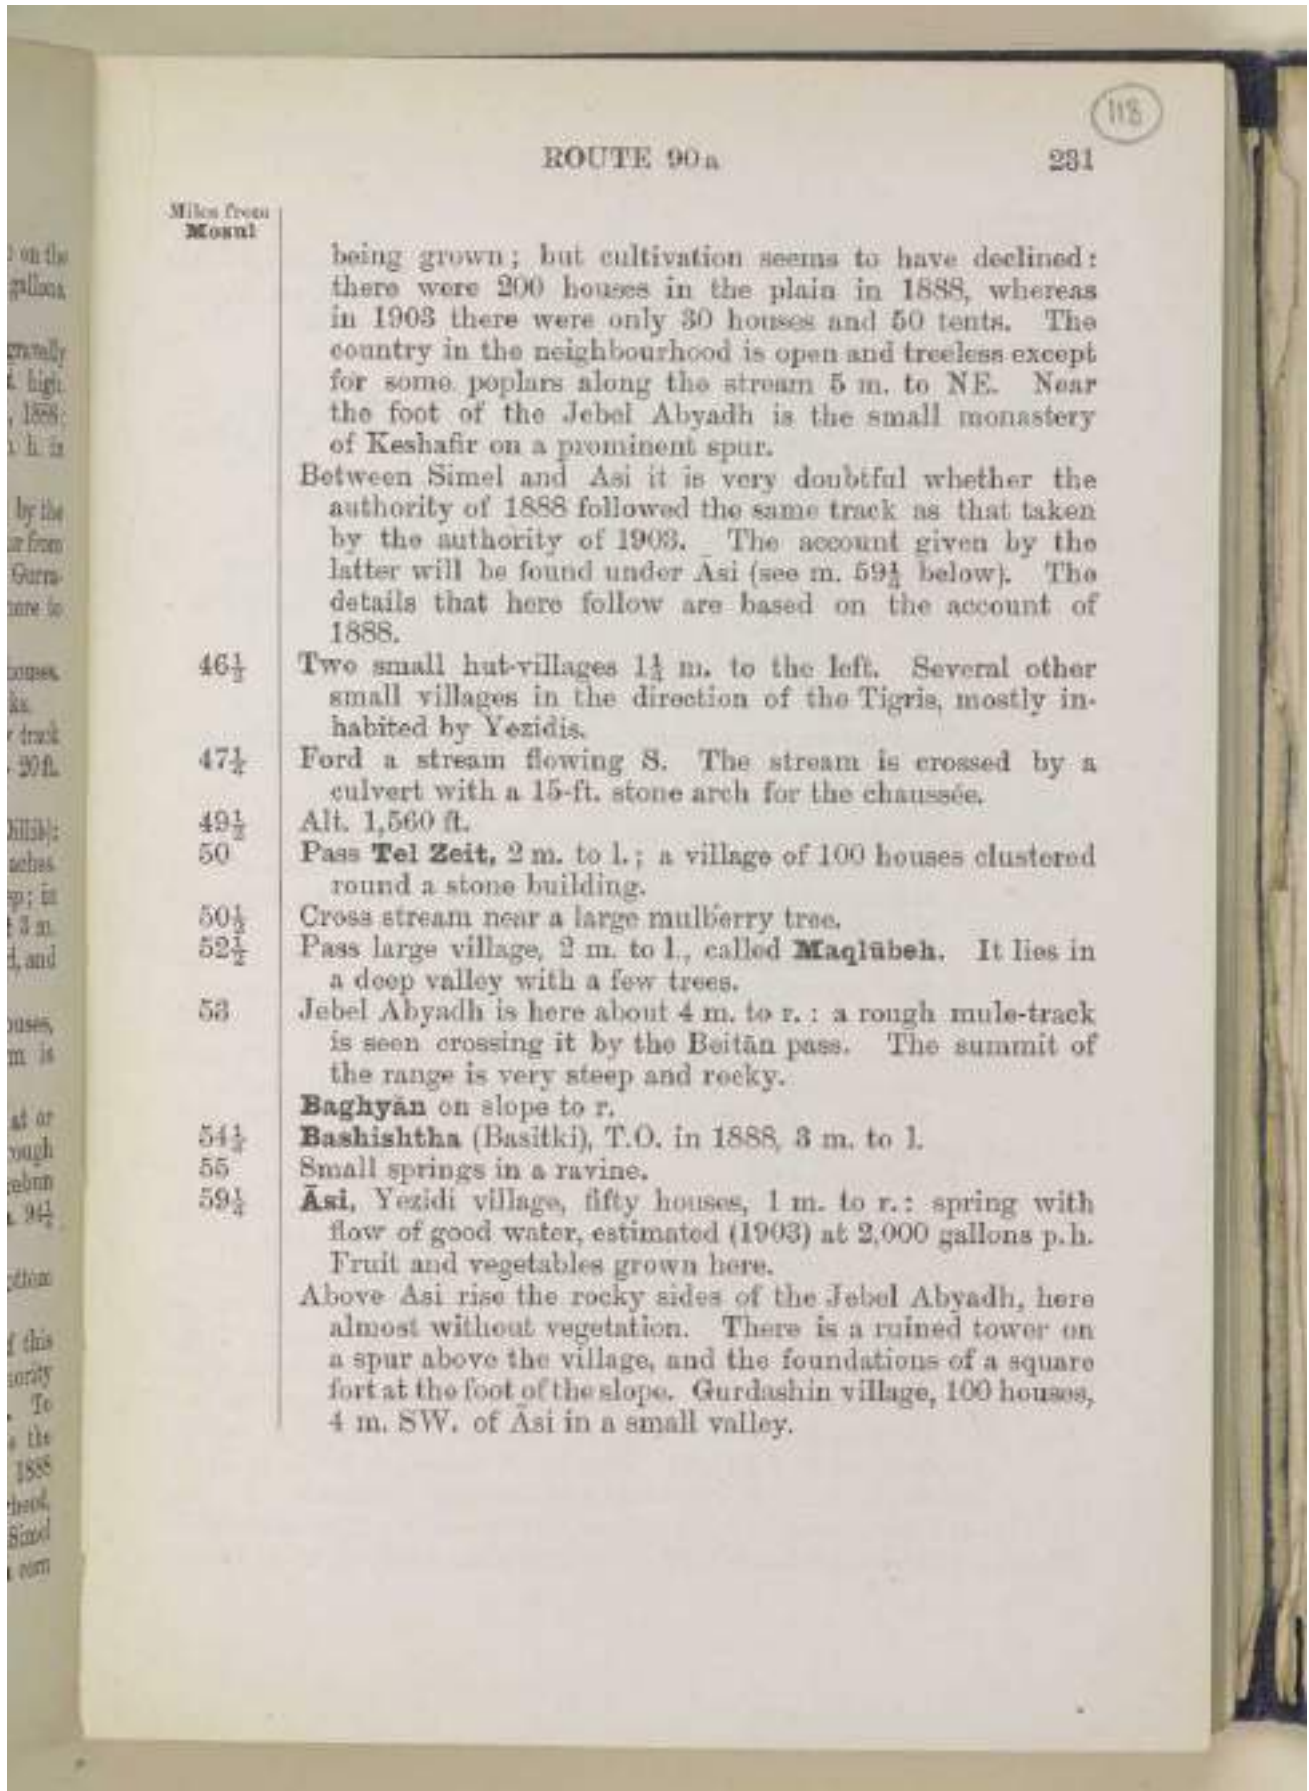 118
ROUTE 90 a
231
Miles from
Mosul
being grown; but cultivation seems to have declined:
there were 200 houses in the plain in 1888, whereas
in 1903 there were only 30 houses and 50 tents. The
country in the neighbourhood is open and treeless except
for some poplars along the stream 5 m. to NE. Near
the foot of the Jebel Abyadh is the small monastery
of Keshafir on a prominent spur.
Between Simel and Asi it is very doubtful whether the
authority of 1888 followed the same track as that taken
by the authority of 1903. The account given by the
latter will be found under Āsi (see m. 59¼ below). The
details that here follow are based on the account of
1888.
46½ Two small hut-villages 1¼ m. to the left. Several other
small villages in the direction of the Tigris, mostly in-
habited by Yezidis.
47¼ Ford a stream flowing S. The stream is crossed by a
culvert with a 15-ft. stone arch for the chaussée.
49½ Alt. 1,560 ft.
50 Pass Tel Zeit, 2 m. to l.; a village of 100 houses clustered
round a stone building.
50½ Cross stream near a large mulberry tree.
52½ Pass large village, 2 m. to l., called Maqlūbeh. It lies in
a deep valley with a few trees.
53 Jebel Abyadh is here about 4 m. to r.: a rough mule-track
is seen crossing it by the Beitān pass. The summit of
the range is very steep and rocky.
Baghyān on slope to r.
54¼ Bashishtha (Basitki), T.O. in 1888, 3 m. to l.
55 Small springs in a ravine.
59¼ Āsi, Yezidi village, fifty houses, 1 m. to r.: spring with
flow of good water, estimated (1903) at 2,000 gallons p.h.
Fruit and vegetables grown here.
Above Asi rise the rocky sides of the Jebel Abyadh, here
almost without vegetation. There is a ruined tower on
a spur above the village, and the foundations of a square
fort at the foot of the slope. Gurdashin village, 100 houses,
4 m. SW. of Āsi in a small valley.